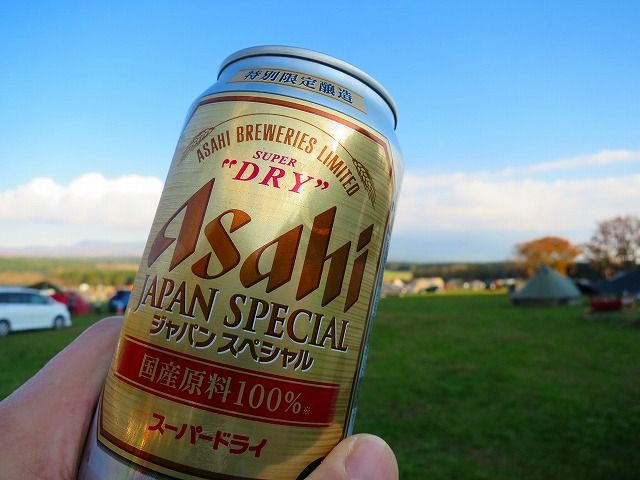 特別限定醸造
ASAHI BREWERIES LIMITED
SUPER
"DRY"
Asahi
JAPAN SPECIAL
ジャパン スペシャル
国産原料100%※
スーパードライ